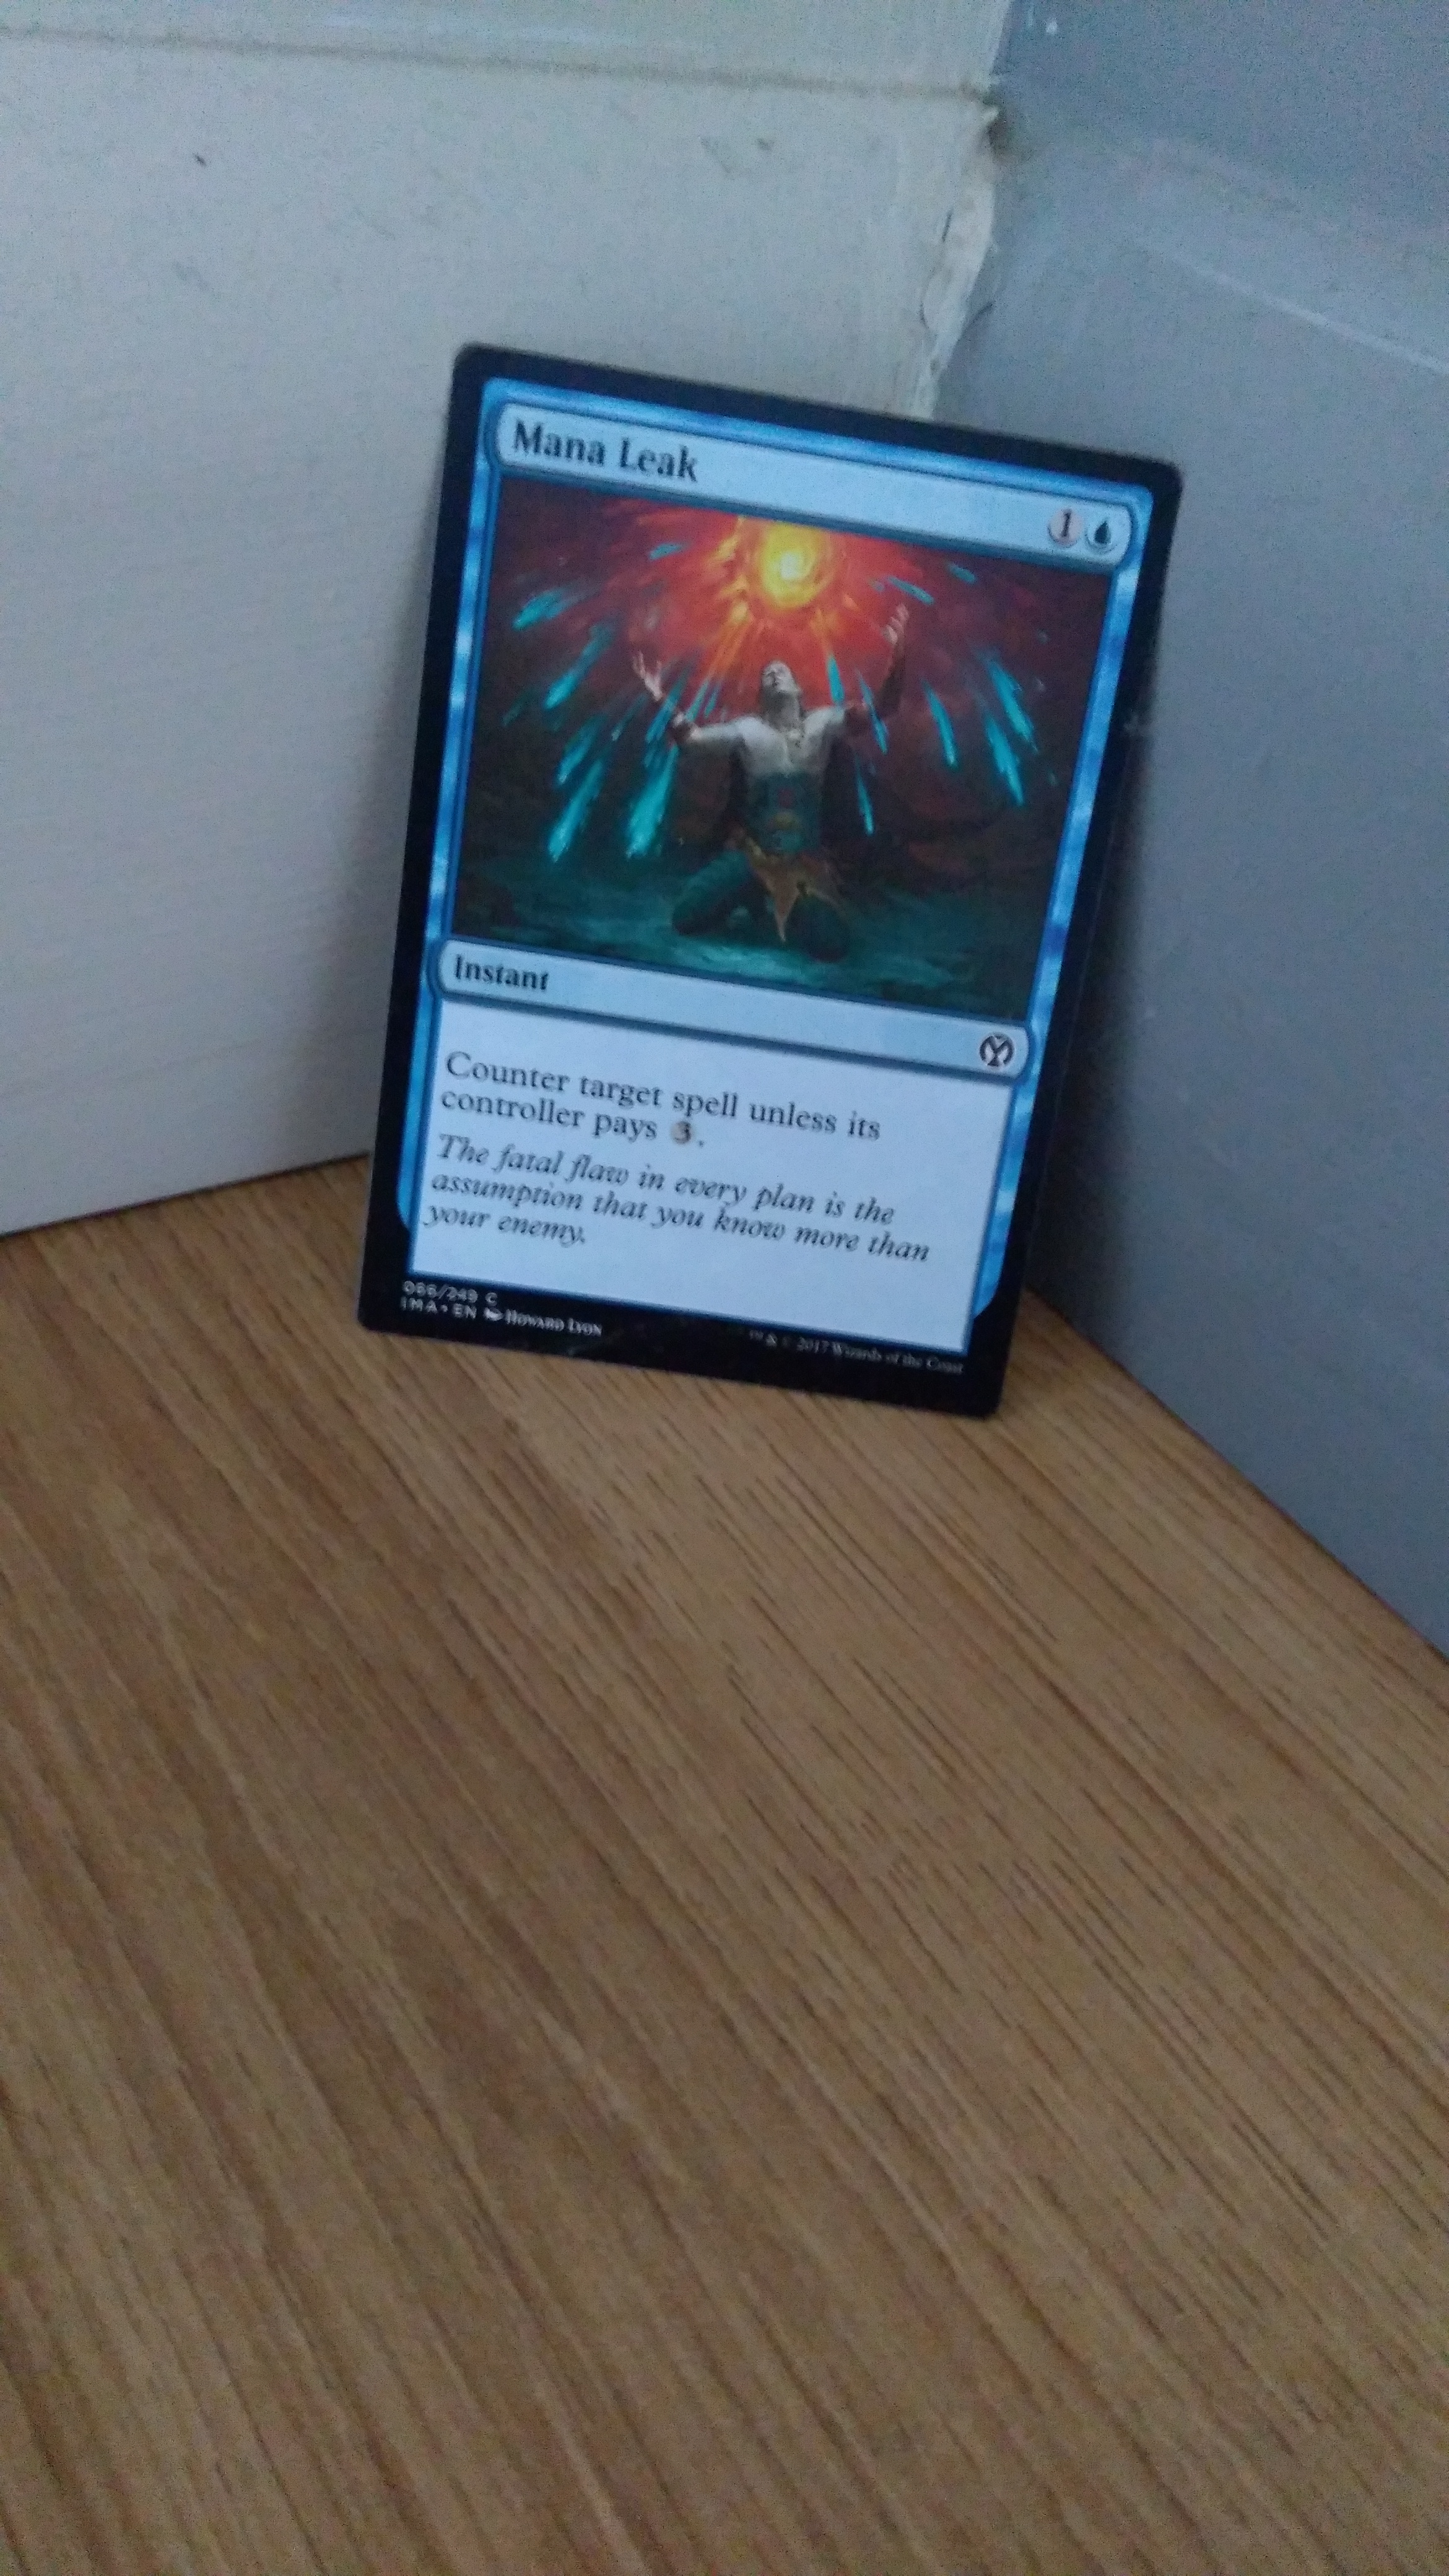 Mana Leak
1
Instant
Counter target spell unless its
controller pays 3.
The fatal flaw in every plan is the
assumption that you know more than
your enemy.
066/249 C
IMA • EN Howard Lyon
™ & © 2017 Wizards of the Coast